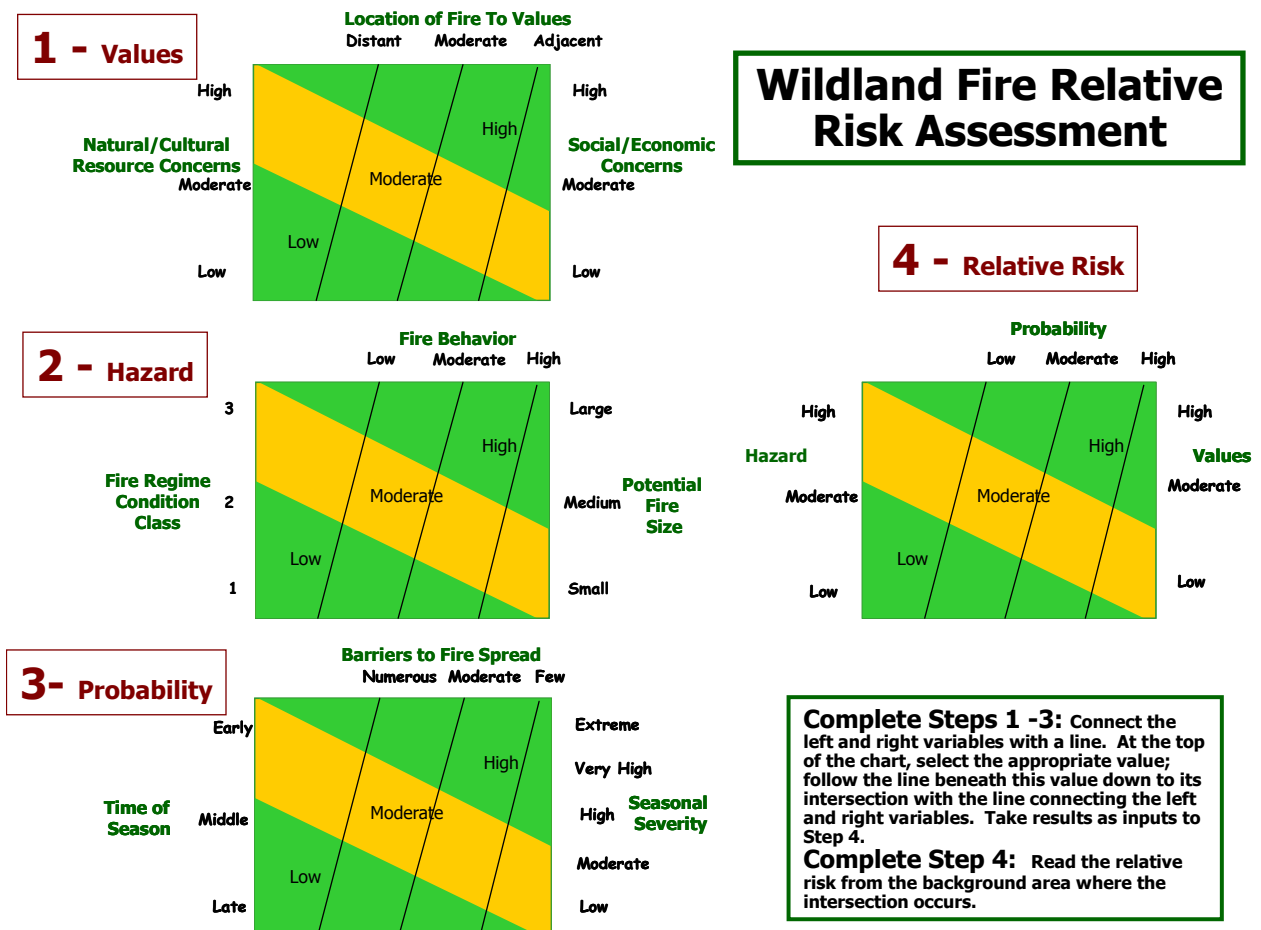 1 - Values
Location of Fire To Values
Distant Moderate Adjacent
High
Natural/Cultural
Resource Concerns
Moderate
Low
High
Moderate
Low
High
Social/Economic
Concerns
Moderate
Low
Wildland Fire Relative
Risk Assessment
2 - Hazard
Fire Behavior
Low Moderate High
3
Fire Regime
Condition
Class
2
1
High
Moderate
Low
Large
Medium
Potential
Fire
Size
Small
3- Probability
Barriers to Fire Spread
Numerous Moderate Few
Early
Time of
Season
Middle
Late
High
Moderate
Low
Extreme
Very High
High
Seasonal
Severity
Moderate
Low
4 - Relative Risk
Probability
Low Moderate High
High
Hazard
Moderate
Low
High
Moderate
Low
High
Values
Moderate
Low
Complete Steps 1 -3: Connect the
left and right variables with a line. At the top
of the chart, select the appropriate value;
follow the line beneath this value down to its
intersection with the line connecting the left
and right variables. Take results as inputs to
Step 4.
Complete Step 4: Read the relative
risk from the background area where the
intersection occurs.